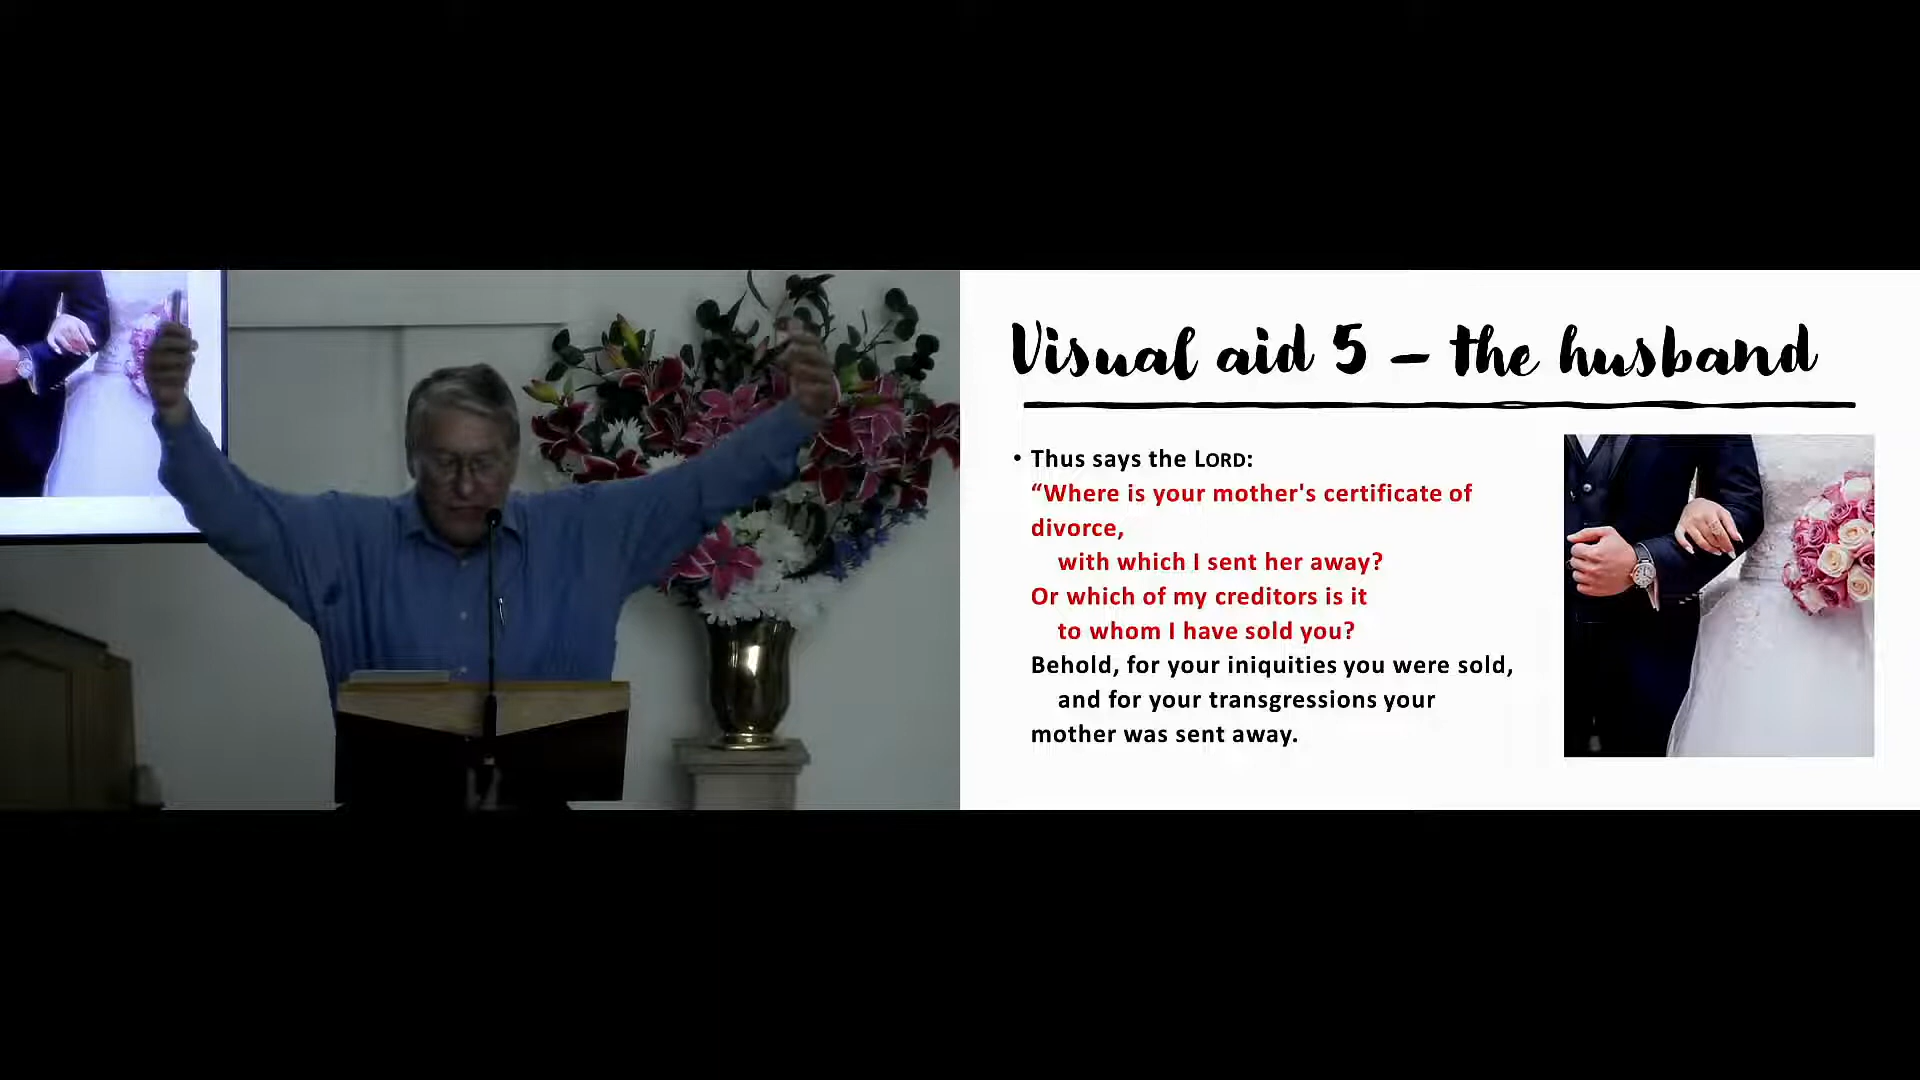 Visual aid 5 – the husband
• Thus says the LORD:
“Where is your mother's certificate of
divorce,
with which I sent her away?
Or which of my creditors is it
to whom I have sold you?
Behold, for your iniquities you were sold,
and for your transgressions your
mother was sent away.